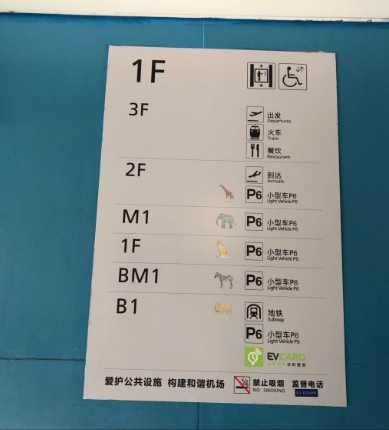 1F
3F
出发
Departures
火车
Train
餐饮
Restaurant
2F
到达
Arrivals
P6 小型车P6
Light Vehicle P6
M1
P6 小型车P6
Light Vehicle P6
1F
P6 小型车P6
Light Vehicle P6
BM1
P6 小型车P6
Light Vehicle P6
B1
地铁
Subway
P6 小型车P6
Light Vehicle P6
EVCARD
爱护公共设施 构建和谐机场 禁止吸烟 监督电话
NO SMOKING